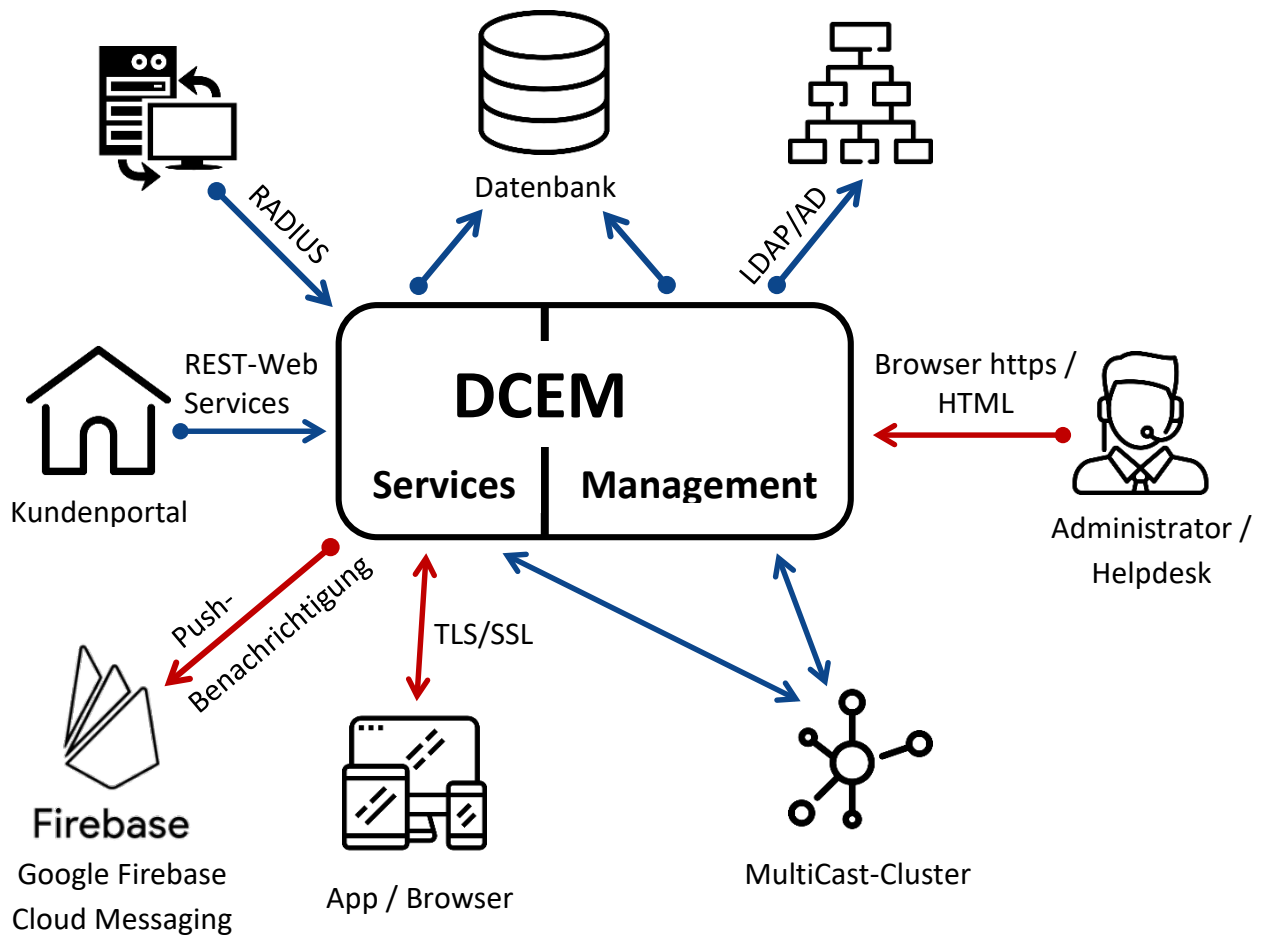 Datenbank
RADIUS
LDAP/AD
REST-Web
Services
Kundenportal
DCEM
Services
Management
Browser https /
HTML
Administrator /
Helpdesk
Push-
Benachrichtigung
TLS/SSL
Firebase
Google Firebase
Cloud Messaging
App / Browser
MultiCast-Cluster